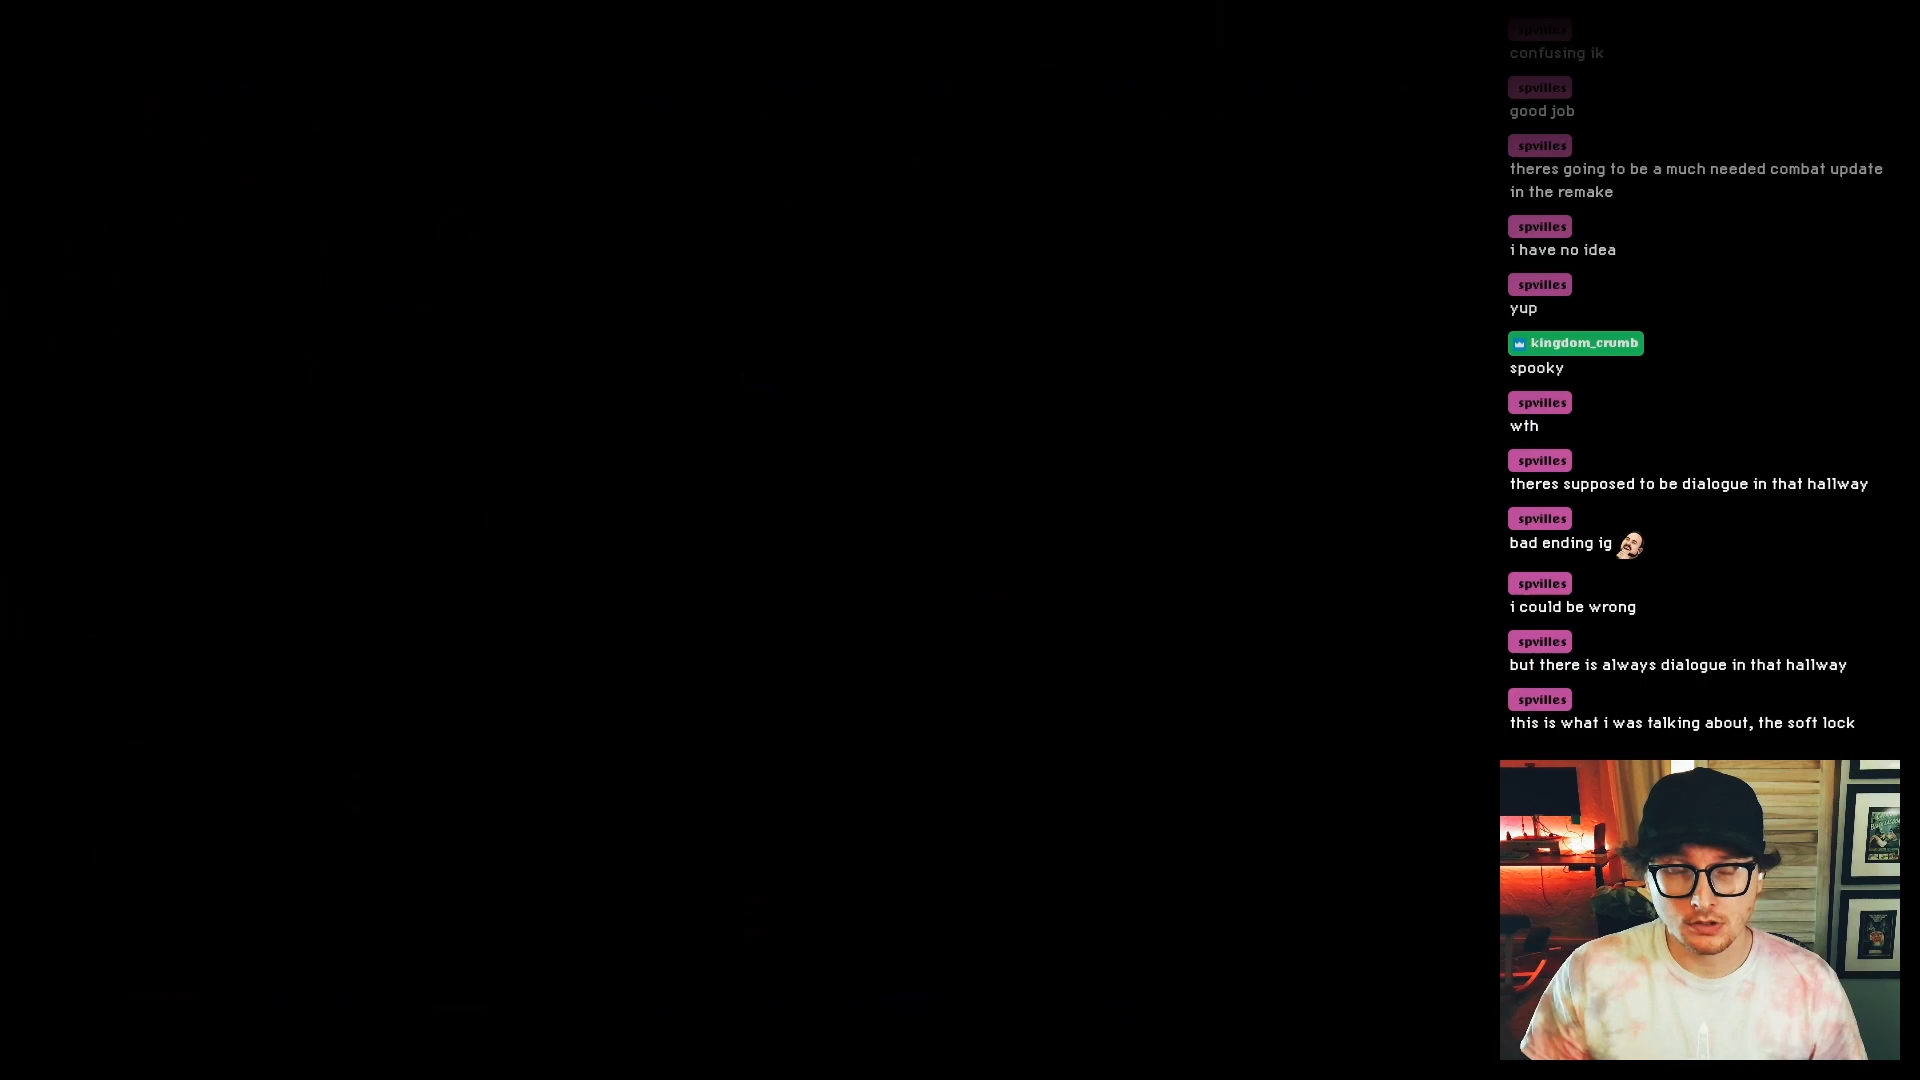 spvilles
confusing ik
spvilles
good job
spvilles
theres going to be a much needed combat update
in the remake
spvilles
i have no idea
spvilles
yup
kingdom_crumb
spooky
spvilles
wth
spvilles
theres supposed to be dialogue in that hallway
spvilles
bad ending ig
spvilles
i could be wrong
spvilles
but there is always dialogue in that hallway
spvilles
this is what i was talking about, the soft lock